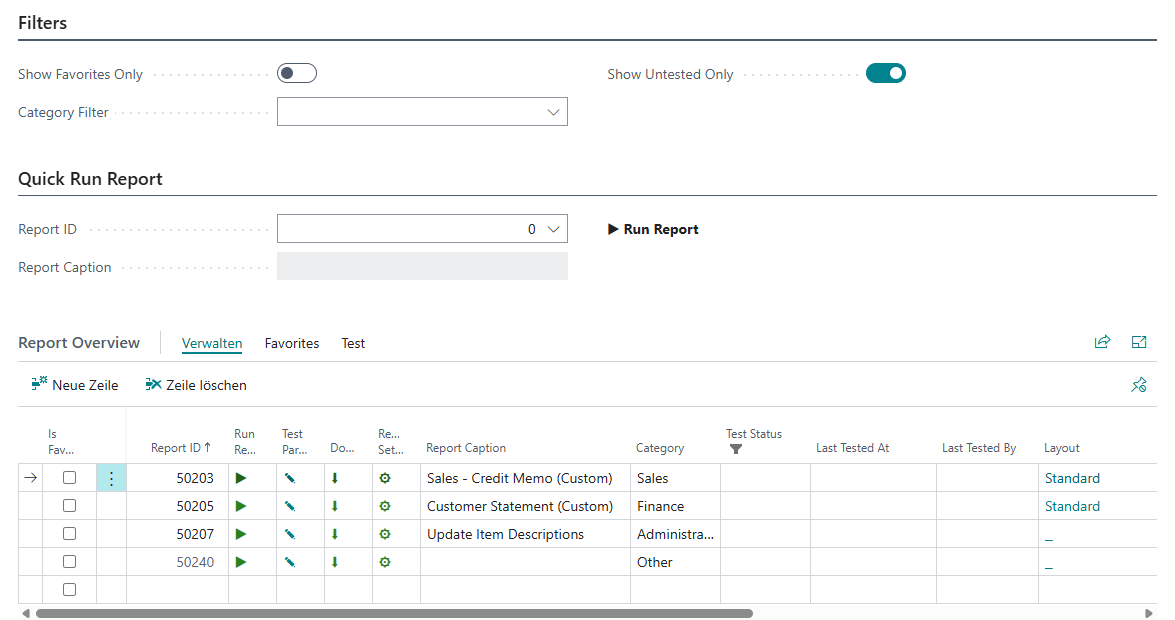 Filters
Show Favorites Only
Show Untested Only
Category Filter
Quick Run Report
Report ID
0
Run Report
Report Caption
Report Overview
Verwalten
Favorites
Test
Neue Zeile
Zeile löschen
Is
Fav...
Report ID ↑
Run
Re...
Test
Par...
Do...
Re...
Set...
Report Caption
Category
Test Status
Last Tested At
Last Tested By
Layout
50203 Sales - Credit Memo (Custom) Sales Standard
50205 Customer Statement (Custom) Finance Standard
50207 Update Item Descriptions Administra... _
50240 Other _